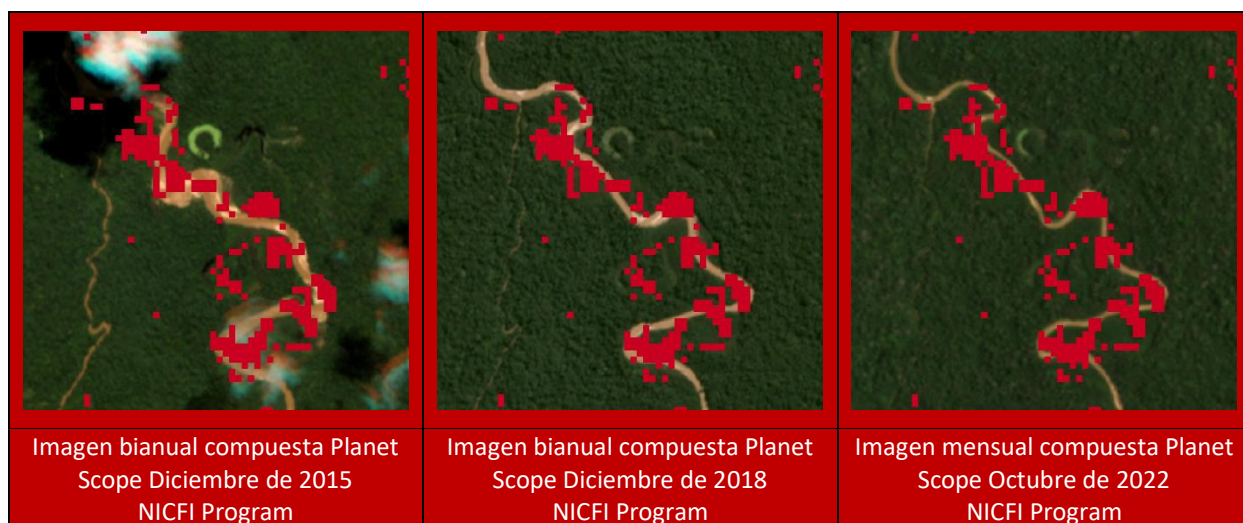 Imagen bianual compuesta Planet
Scope Diciembre de 2015
NICFI Program
Imagen bianual compuesta Planet
Scope Diciembre de 2018
NICFI Program
Imagen mensual compuesta Planet
Scope Octubre de 2022
NICFI Program